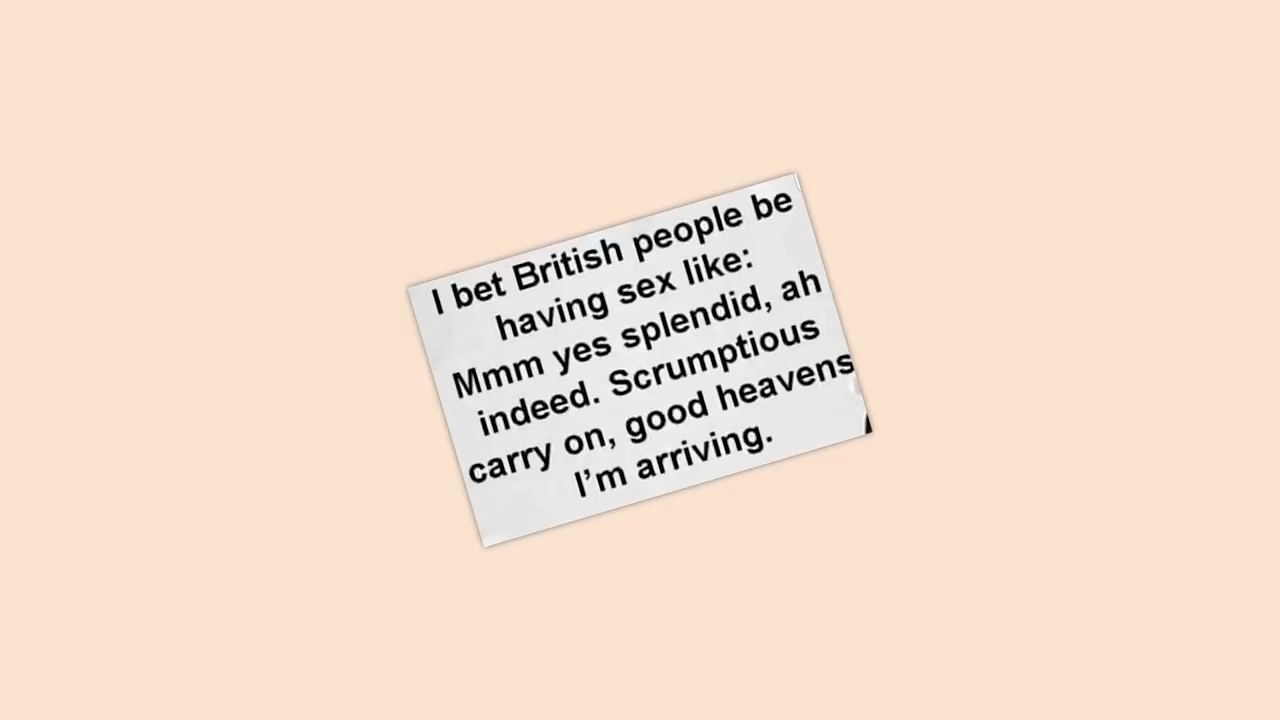 I bet British people be
having sex like:
Mmm yes splendid, ah
indeed. Scrumptious
carry on, good heavens
I'm arriving.